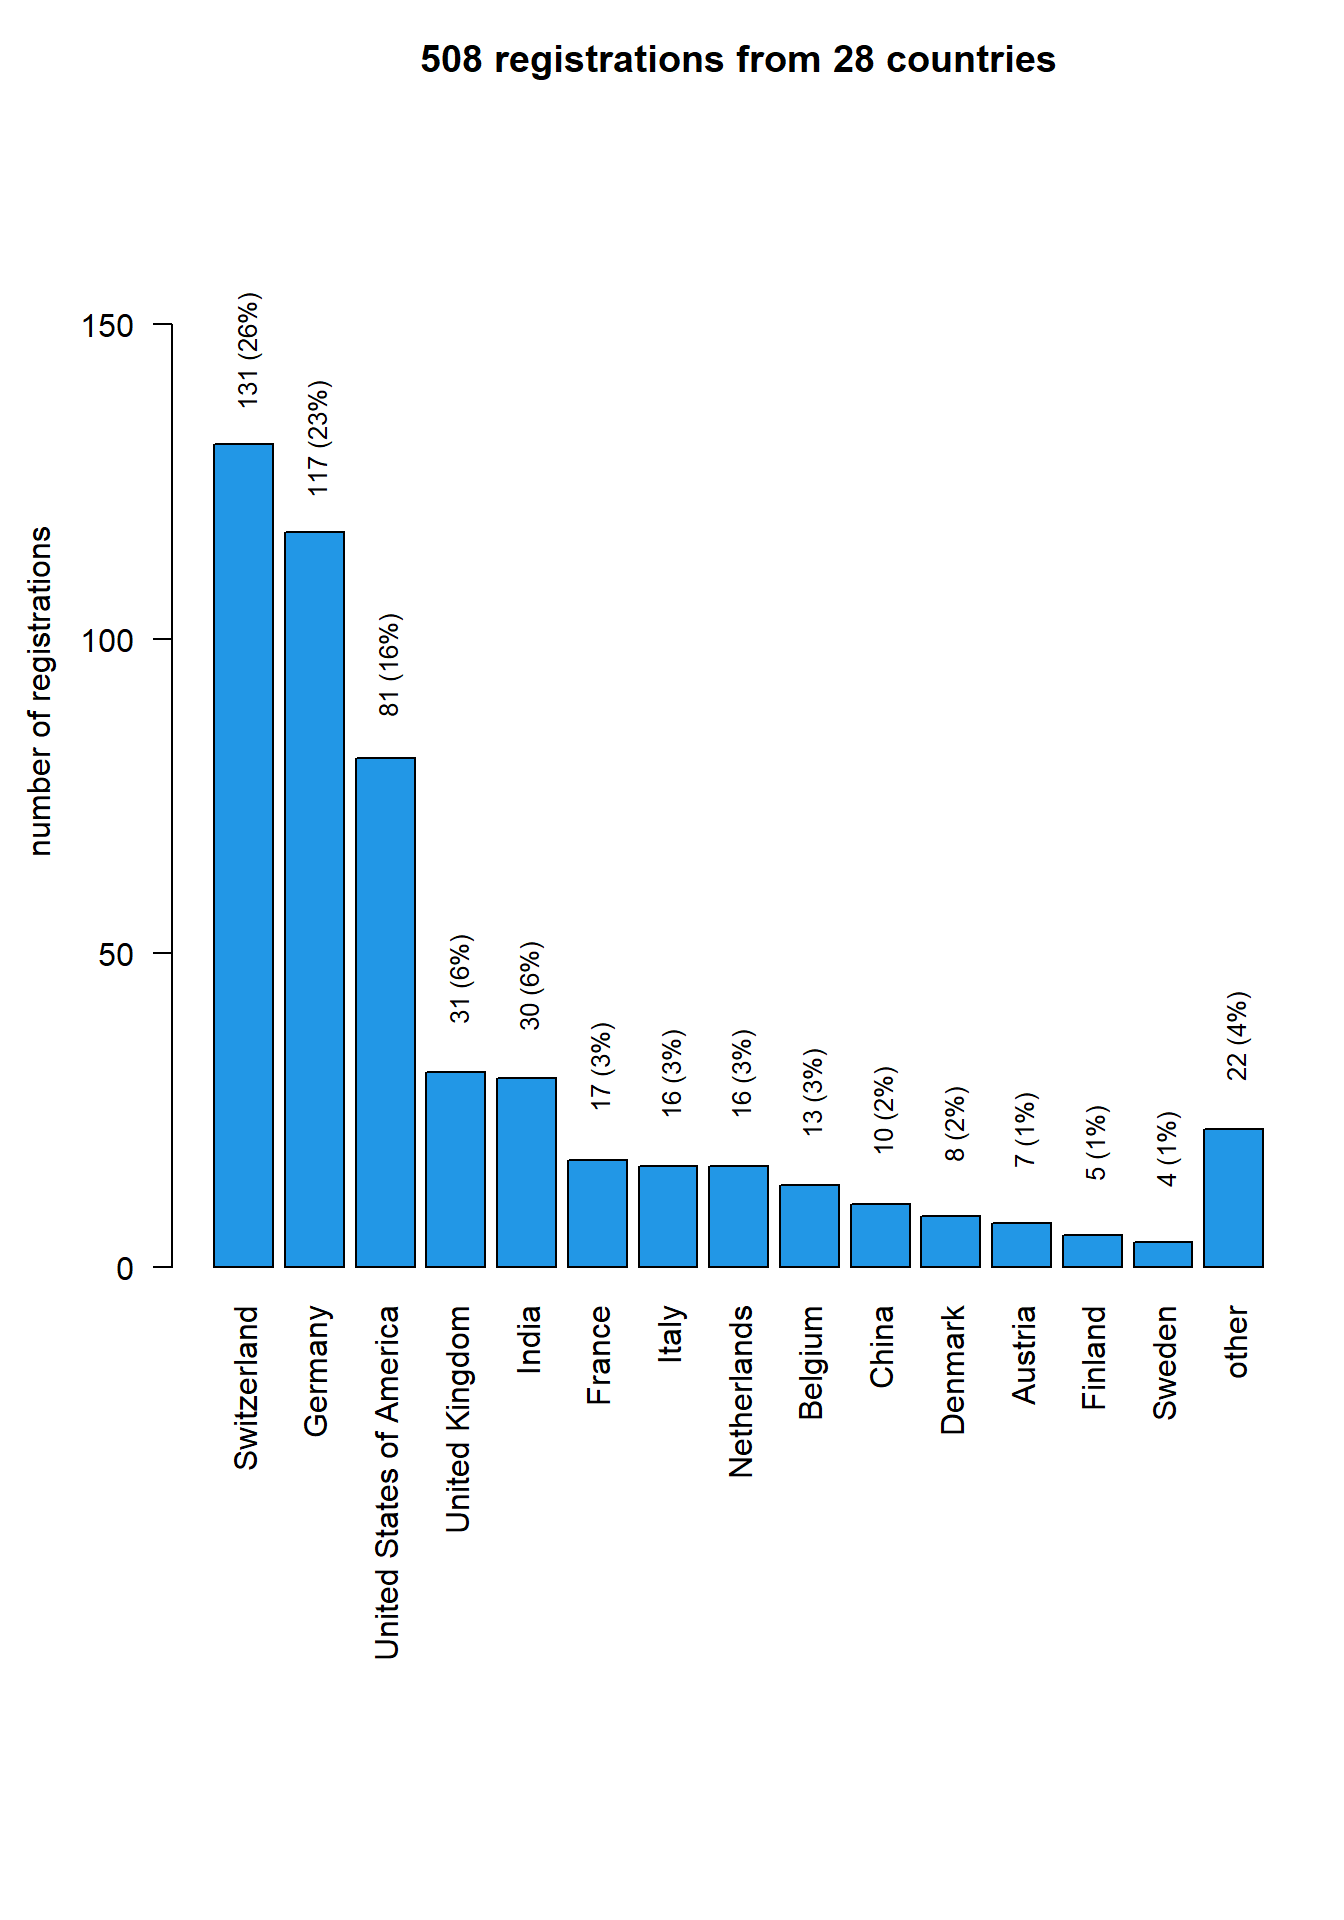 508 registrations from 28 countries
number of registrations
150
100
50
0
131 (26%)
117 (23%)
81 (16%)
31 (6%)
30 (6%)
17 (3%)
16 (3%)
16 (3%)
13 (3%)
10 (2%)
8 (2%)
7 (1%)
5 (1%)
4 (1%)
22 (4%)
Switzerland
Germany
United States of America
United Kingdom
India
France
Italy
Netherlands
Belgium
China
Denmark
Austria
Finland
Sweden
other